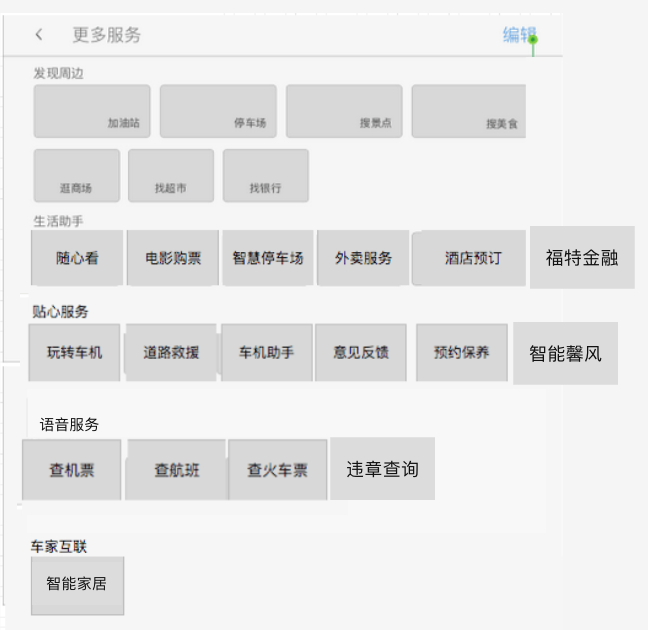 更多服务 编辑
发现周边
加油站 停车场 搜景点 搜美食
逛商场 找超市 找银行
生活助手
随心看 电影购票 智慧停车场 外卖服务 酒店预订 福特金融
贴心服务
玩转车机 道路救援 车机助手 意见反馈 预约保养 智能馨风
语音服务
查机票 查航班 查火车票 违章查询
车家互联
智能家居